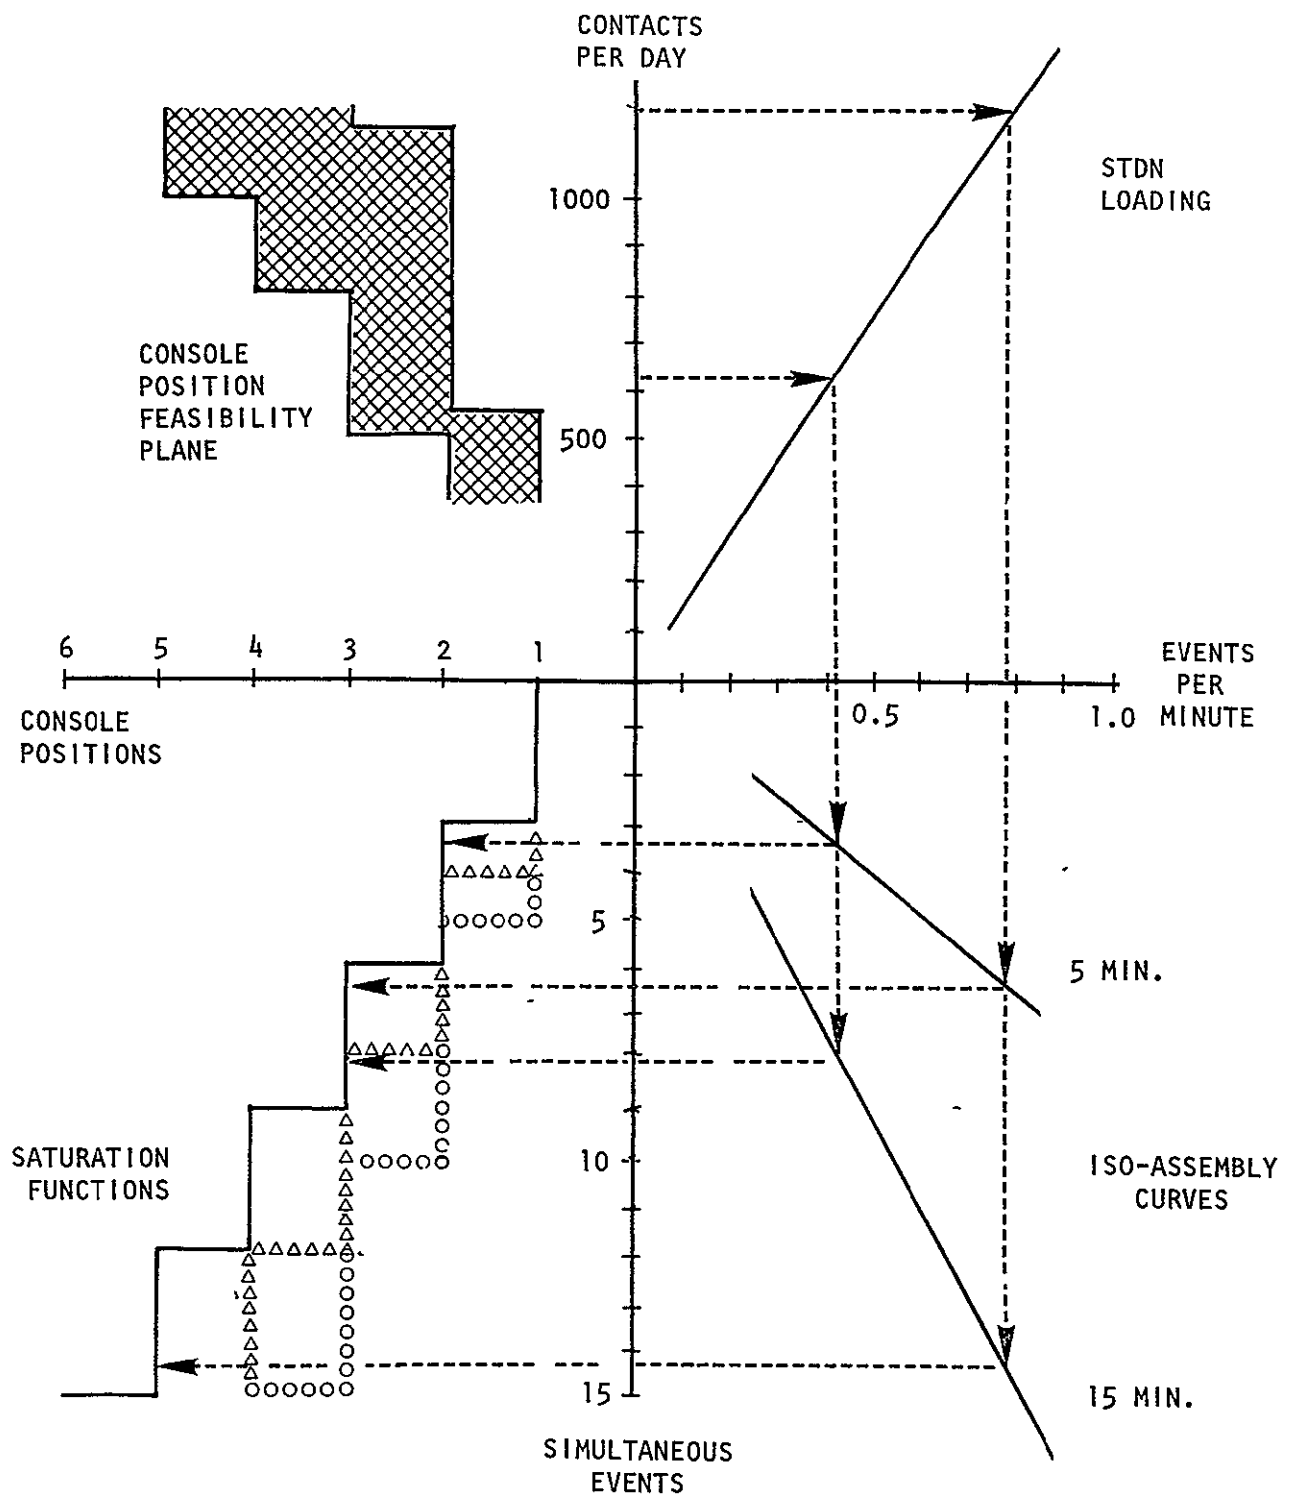 CONTACTS
PER DAY
STDN
LOADING
1000
CONSOLE
POSITION
FEASIBILITY
PLANE
500
6 5 4 3 2 1
EVENTS
PER
MINUTE
0.5
1.0
CONSOLE
POSITIONS
5
5 MIN.
SATURATION
FUNCTIONS
10
ISO-ASSEMBLY
CURVES
15
15 MIN.
SIMULTANEOUS
EVENTS